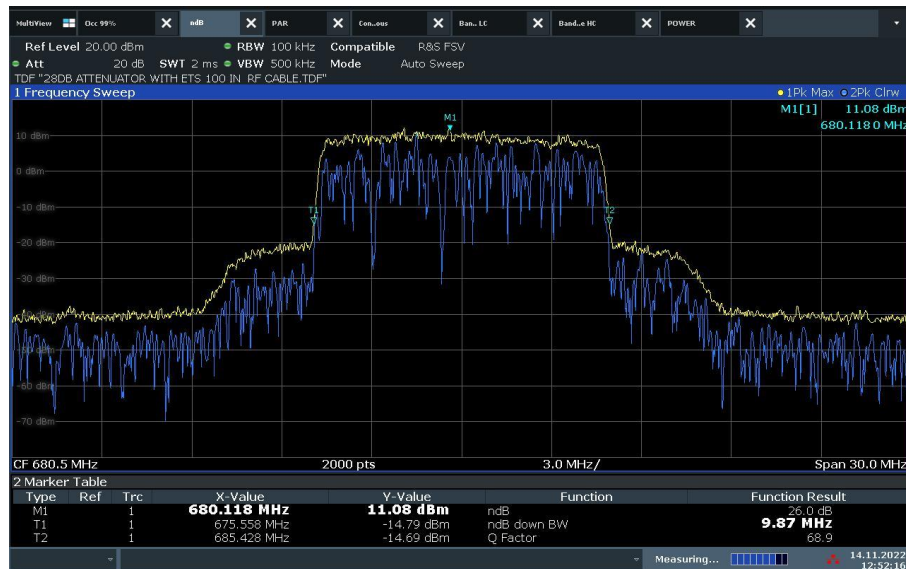 MultiView Occ 99% ndB PAR Con..ous Ban.. LC Band..e HC POWER
Ref Level 20.00 dBm RBW 100 kHz Compatible R&S FSV
Att 20 dB SWT 2 ms VBW 500 kHz Mode Auto Sweep
TDF "28DB ATTENUATOR WITH ETS 100 IN RF CABLE.TDF"
1 Frequency Sweep 1Pk Max 2Pk Clrw
M1[1] 11.08 dBm
680.1180 MHz
M1
10 dBm
0 dBm
-10 dBm
T1 T2
-20 dBm
-30 dBm
-60 dBm
-70 dBm
CF 680.5 MHz 2000 pts 3.0 MHz/ Span 30.0 MHz
2 Marker Table
Type Ref Trc X-Value Y-Value Function Function Result
M1 1 680.118 MHz 11.08 dBm ndB 26.0 dB
T1 1 675.558 MHz -14.79 dBm ndB down BW 9.87 MHz
T2 1 685.428 MHz -14.69 dBm Q Factor 68.9
Measuring... 14.11.2022
12:52:16